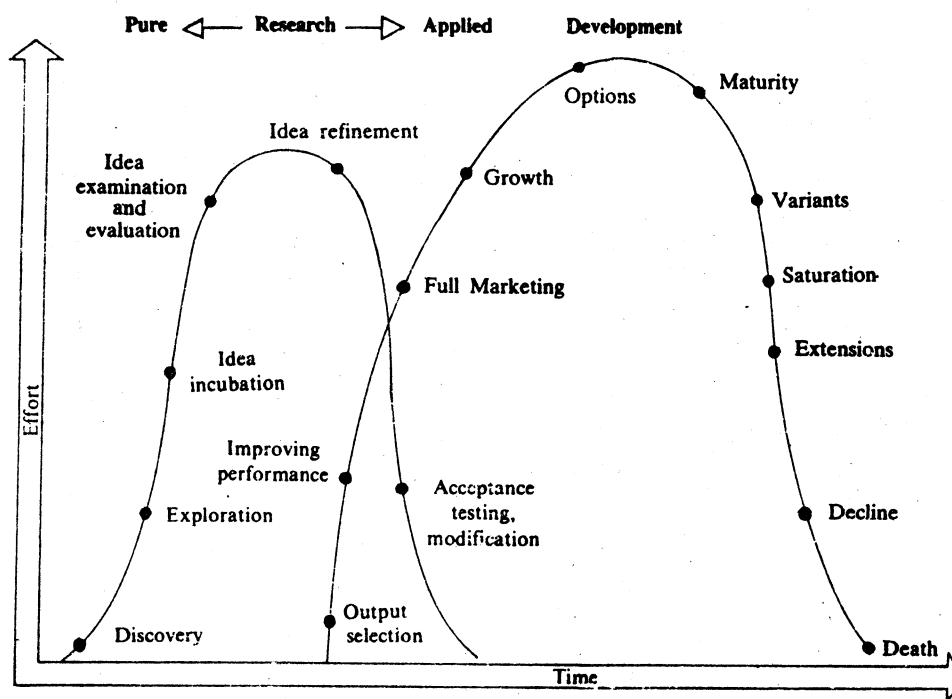 Pure Research Applied Development
Options
Maturity
Idea refinement
Idea
examination
and
evaluation
Growth
Variants
Full Marketing
Saturation
Extensions
Idea
incubation
Effort
Improving
performance
Acceptance
testing,
modification
Exploration
Decline
Output
selection
Discovery
Death
Time